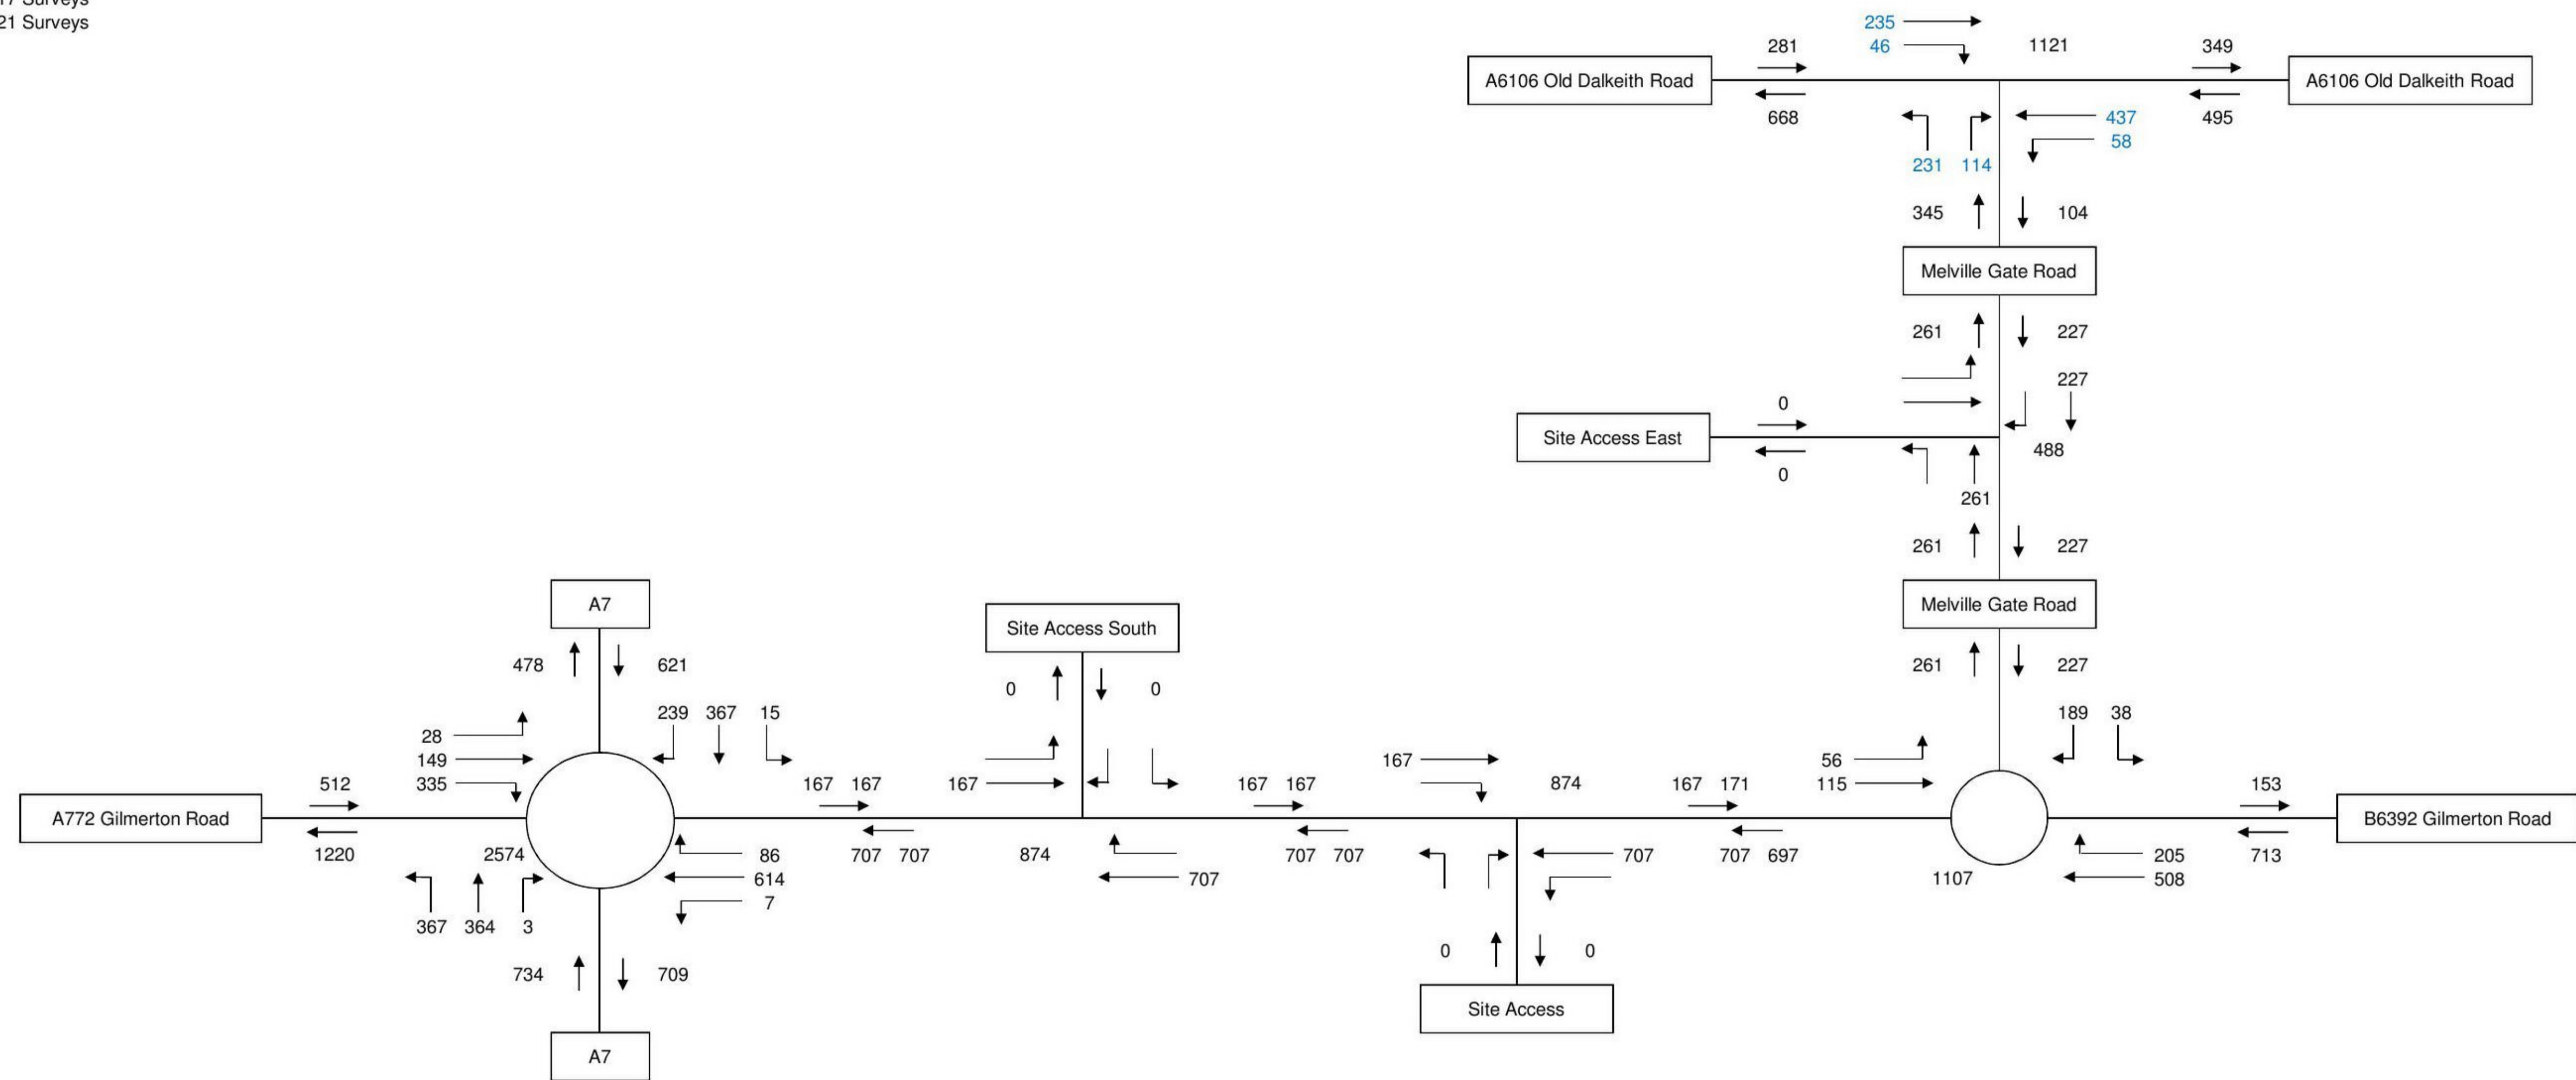 21 Surveys
235
281 46 1121 349
A6106 Old Dalkeith Road A6106 Old Dalkeith Road
668 437 495
58
231 114
345 104
Melville Gate Road
261 227
227
0
Site Access East
488
0
261
261 227
A7 Melville Gate Road
Site Access South
478 621 261 227
0 0
239 367 15 189 38
28
149 167 56
512 335 167 167 167 167 167 874 167 171 115 153
A772 Gilmerton Road B6392 Gilmerton Road
1220 2574 86 707 707 874 707 707 707 707 697 205 713
614 707 1107 508
7
367 364 3
0 0
734 709
Site Access
A7